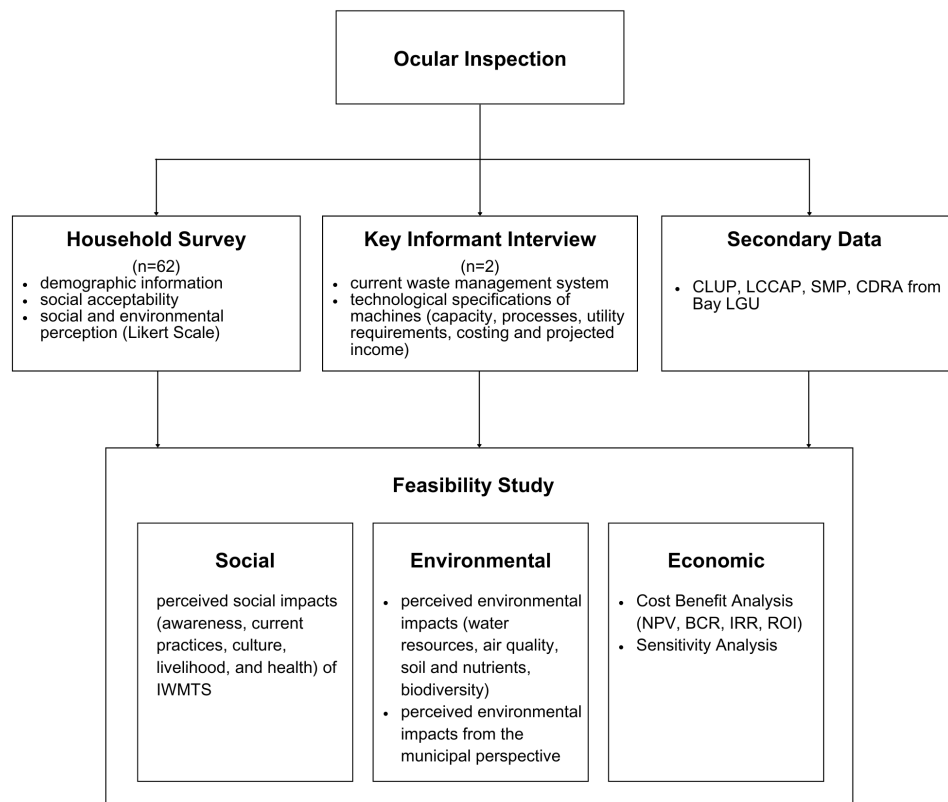 Ocular Inspection
Household Survey
(n=62)
• demographic information
• social acceptability
• social and environmental
perception (Likert Scale)
Key Informant Interview
(n=2)
• current waste management system
• technological specifications of
machines (capacity, processes, utility
requirements, costing and projected
income)
Secondary Data
• CLUP, LCCAP, SMP, CDRA from
Bay LGU
Feasibility Study
Social
perceived social impacts
(awareness, current
practices, culture,
livelihood, and health) of
IWMTS
Environmental
• perceived environmental
impacts (water
resources, air quality,
soil and nutrients,
biodiversity)
• perceived environmental
impacts from the
municipal perspective
Economic
• Cost Benefit Analysis
(NPV, BCR, IRR, ROI)
• Sensitivity Analysis